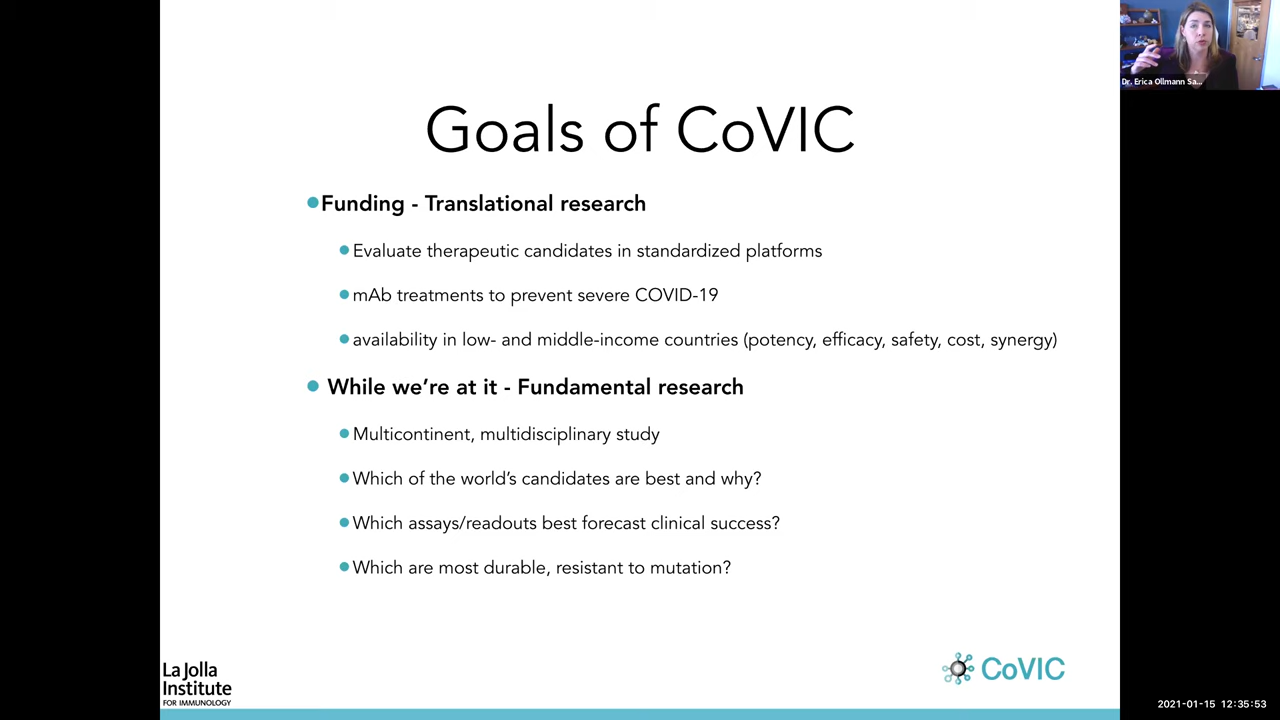 Dr. Erica Ollmann Sa...
Goals of CoVIC
Funding - Translational research
Evaluate therapeutic candidates in standardized platforms
mAb treatments to prevent severe COVID-19
availability in low- and middle-income countries (potency, efficacy, safety, cost, synergy)
While we're at it - Fundamental research
Multicontinent, multidisciplinary study
Which of the world's candidates are best and why?
Which assays/readouts best forecast clinical success?
Which are most durable, resistant to mutation?
La Jolla
Institute
FOR IMMUNOLOGY
CoVIC
2021-01-15 12:35:53